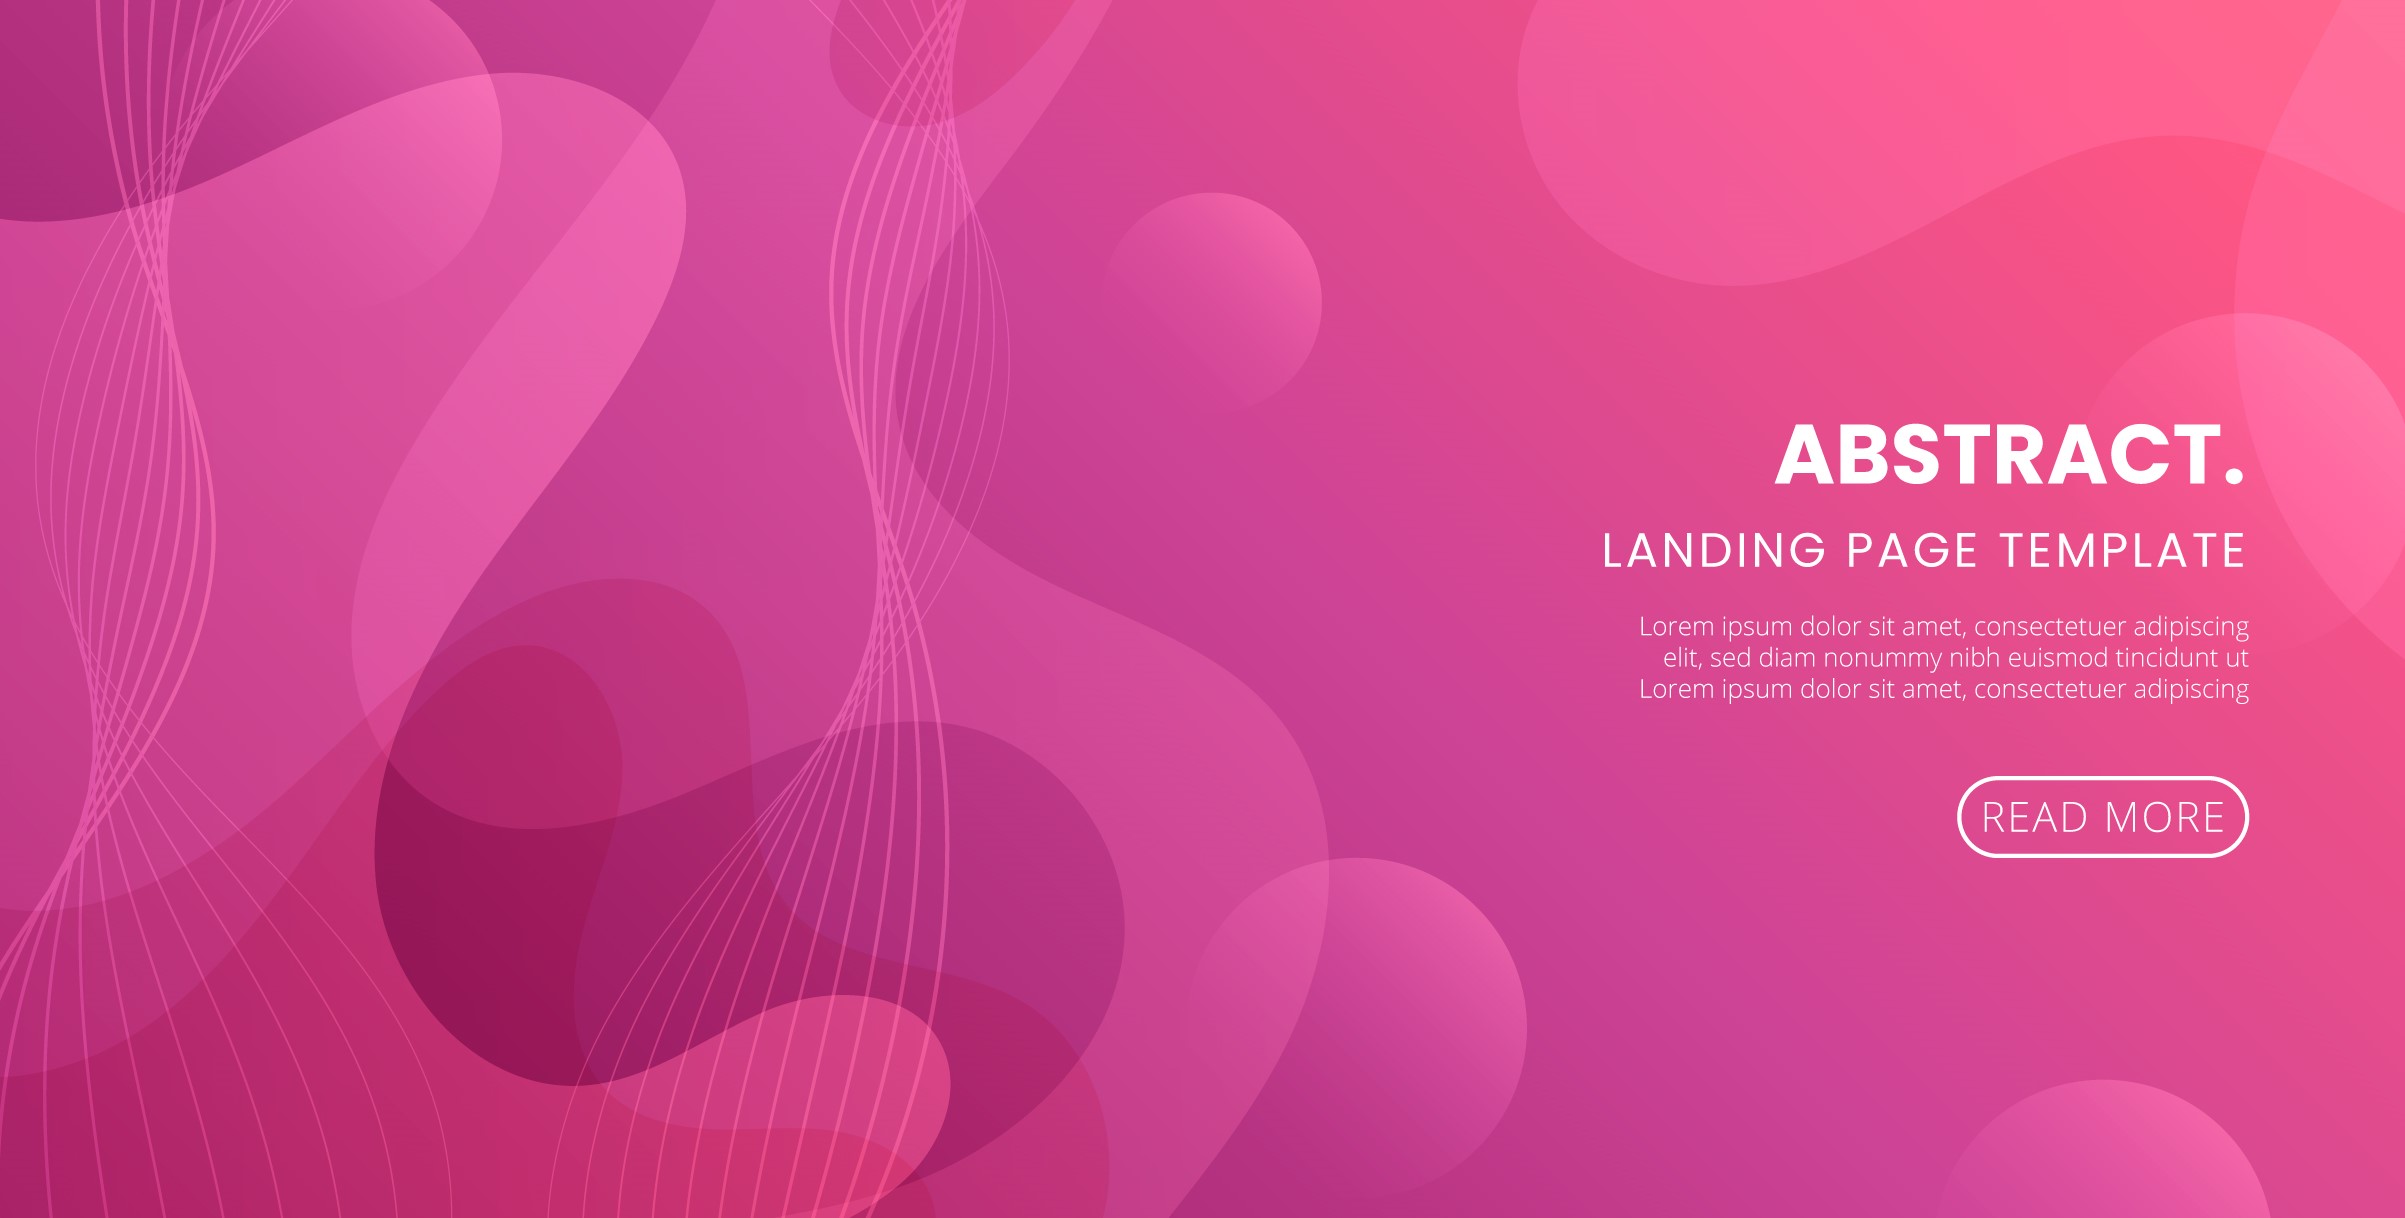 ABSTRACT.
LANDING PAGE TEMPLATE
Lorem ipsum dolor sit amet, consectetuer adipiscing
elit, sed diam nonummy nibh euismod tincidunt ut
Lorem ipsum dolor sit amet, consectetuer adipiscing
READ MORE